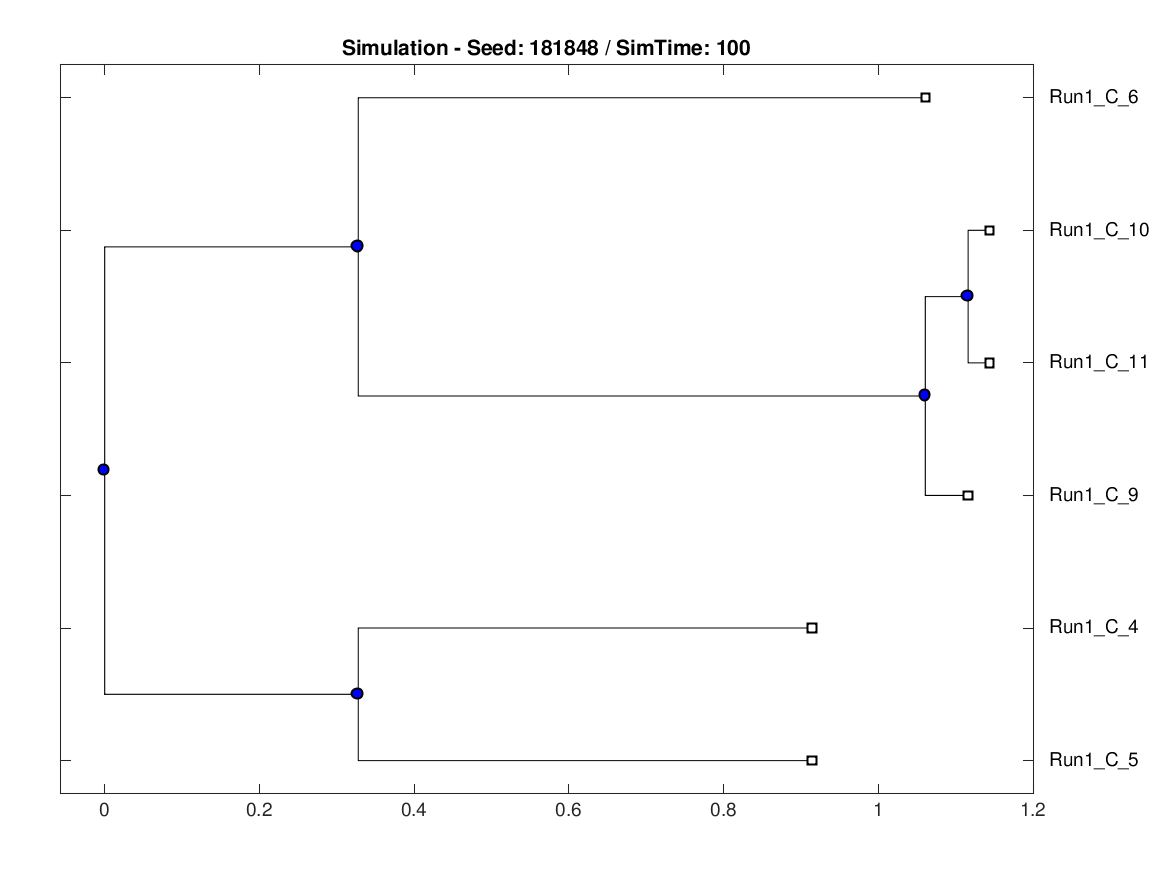 Simulation - Seed: 181848 / SimTime: 100
Run1_C_6
Run1_C_10
Run1_C_11
Run1_C_9
Run1_C_4
Run1_C_5
0 0.2 0.4 0.6 0.8 1 1.2